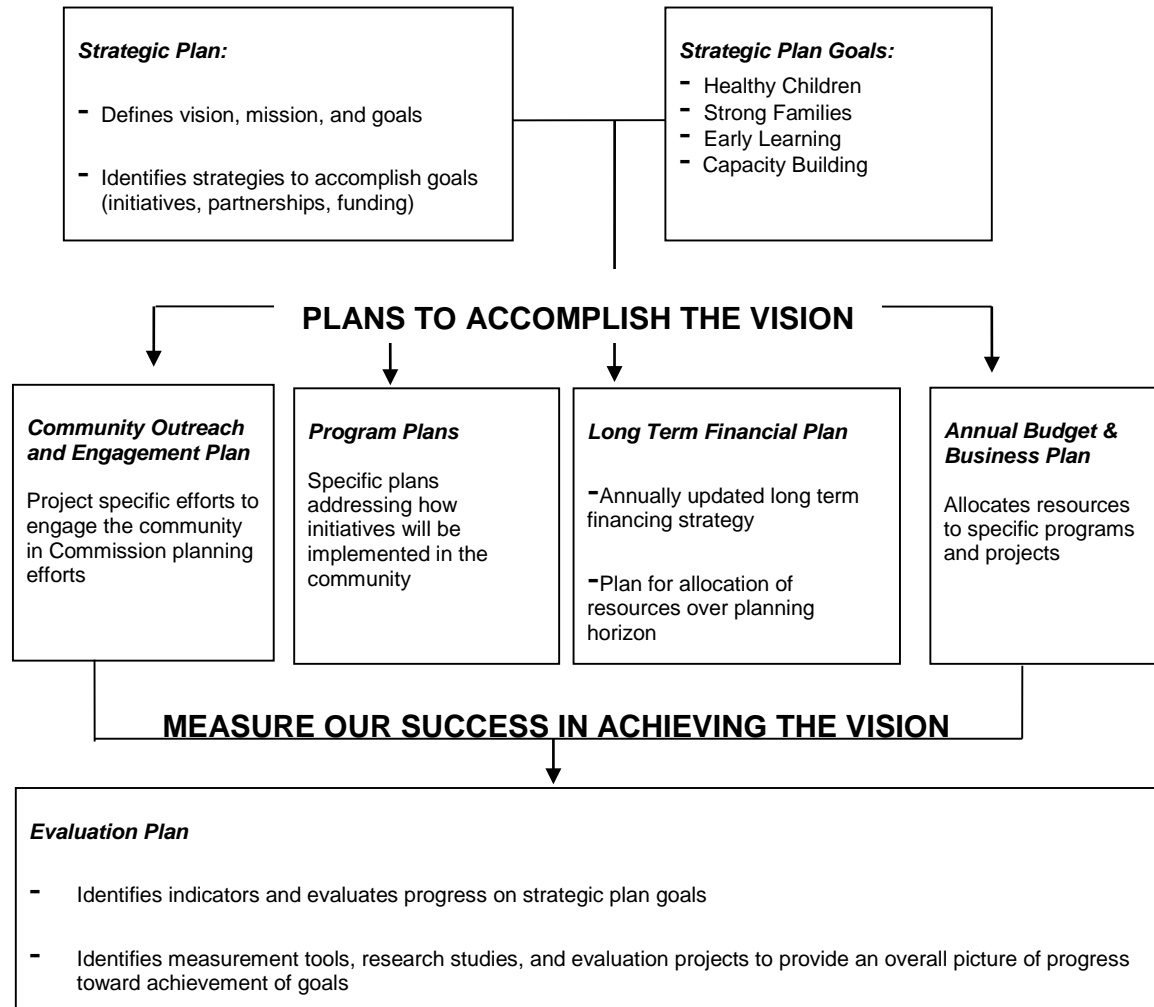 Strategic Plan:
- Defines vision, mission, and goals
- Identifies strategies to accomplish goals
(initiatives, partnerships, funding)
Strategic Plan Goals:
- Healthy Children
- Strong Families
- Early Learning
- Capacity Building
PLANS TO ACCOMPLISH THE VISION
Community Outreach
and Engagement Plan
Project specific efforts to
engage the community
in Commission planning
efforts
Program Plans
Specific plans
addressing how
initiatives will be
implemented in the
community
Long Term Financial Plan
-Annually updated long term
financing strategy
-Plan for allocation of
resources over planning
horizon
Annual Budget &
Business Plan
Allocates resources
to specific programs
and projects
MEASURE OUR SUCCESS IN ACHIEVING THE VISION
Evaluation Plan
- Identifies indicators and evaluates progress on strategic plan goals
- Identifies measurement tools, research studies, and evaluation projects to provide an overall picture of progress
toward achievement of goals